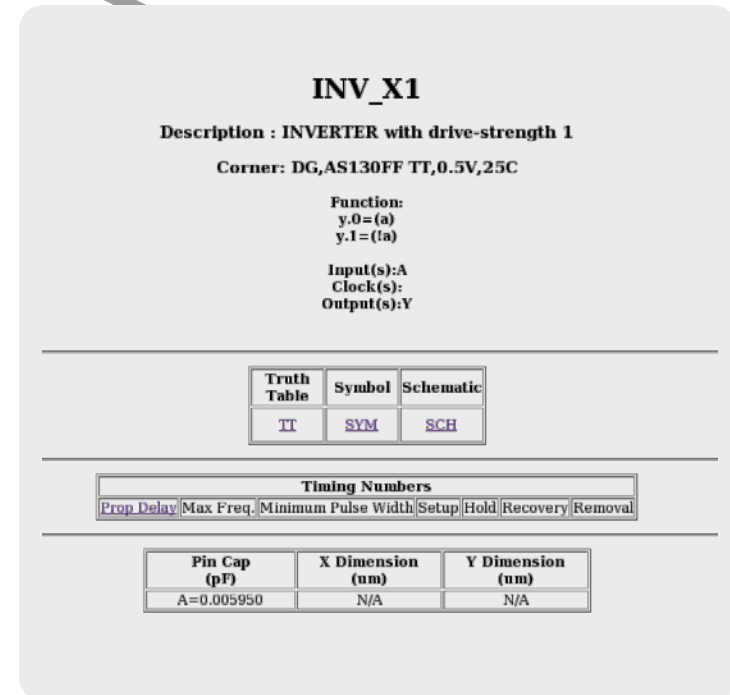 INV_X1
Description : INVERTER with drive-strength 1
Corner: DG,AS130FF TT,0.5V,25C
Function:
y.0=(a)
y.1=(!a)
Input(s):A
Clock(s):
Output(s):Y
Truth Table Symbol Schematic
TT SYM SCH
Timing Numbers
Prop Delay Max Freq. Minimum Pulse Width Setup Hold Recovery Removal
Pin Cap (pF) X Dimension (um) Y Dimension (um)
A=0.005950 N/A N/A